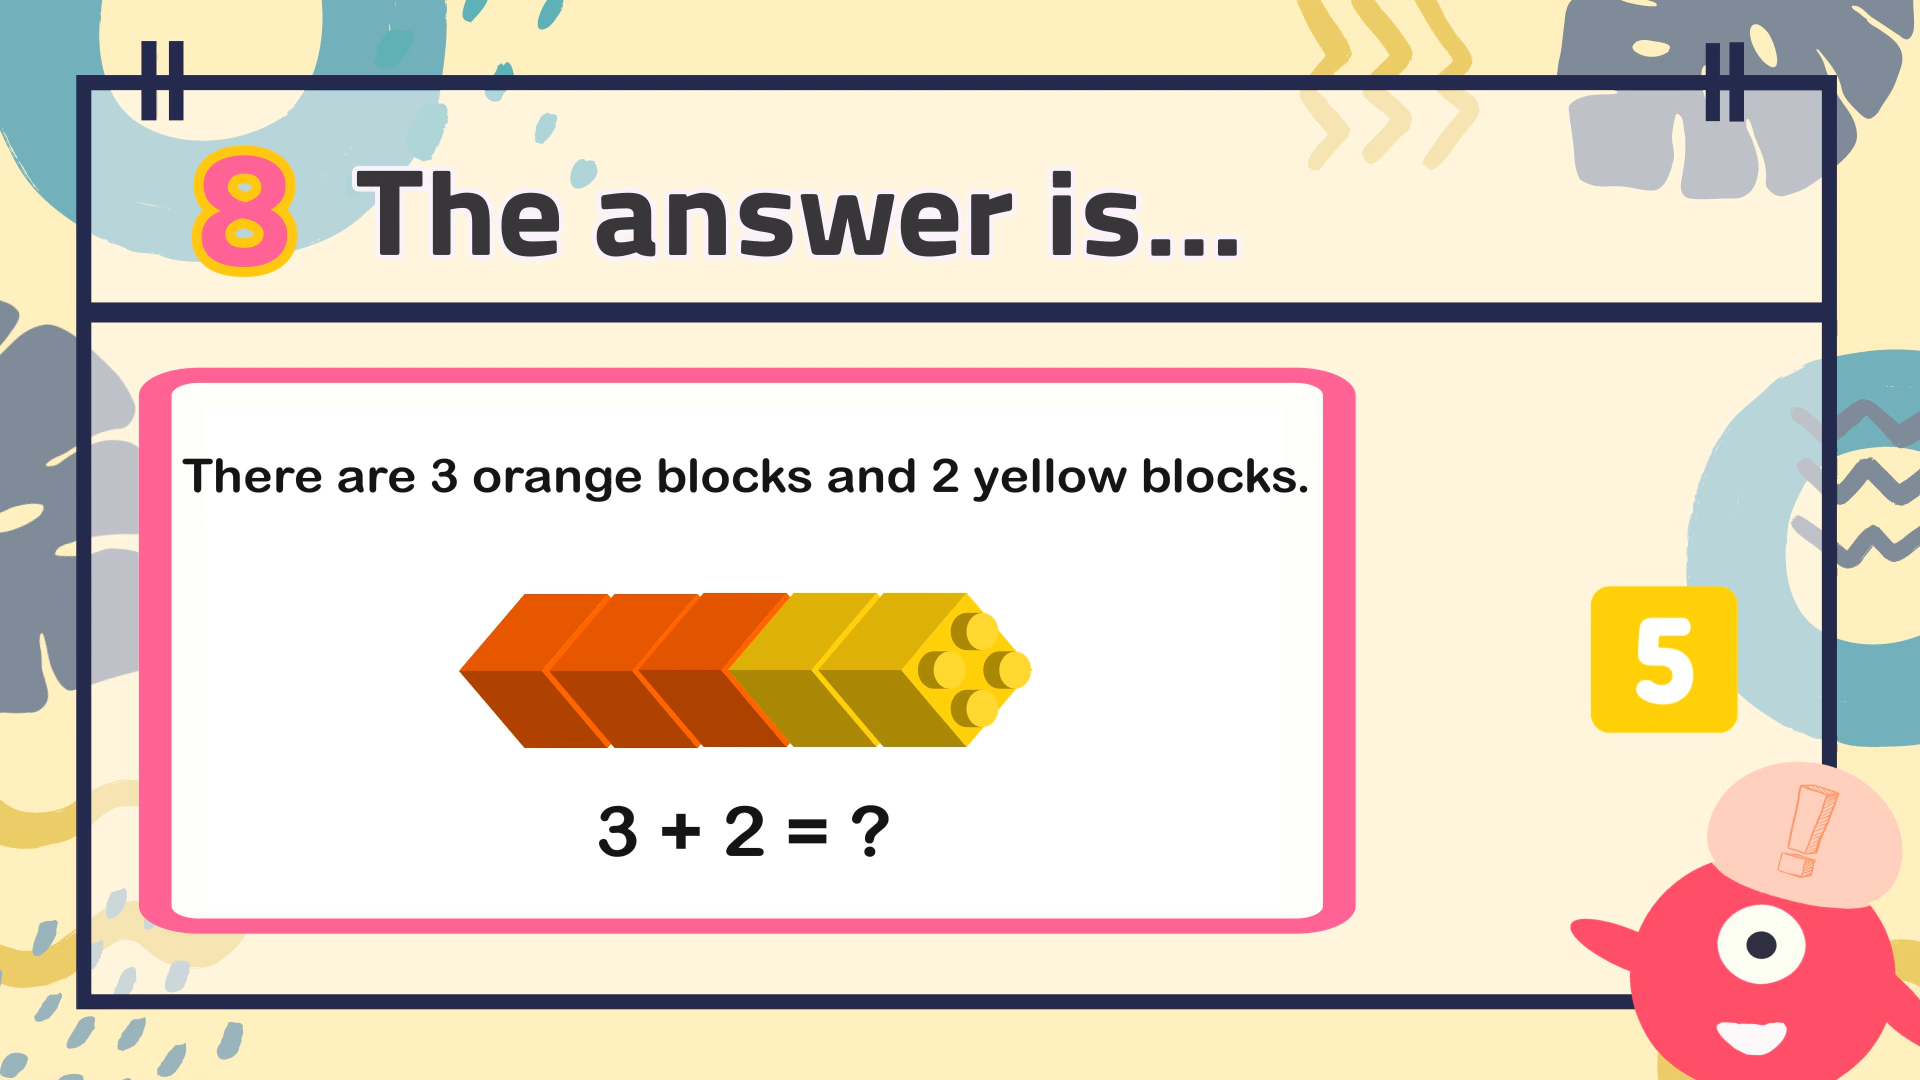 8 The answer is...
There are 3 orange blocks and 2 yellow blocks.
5
!
3 + 2 = ?